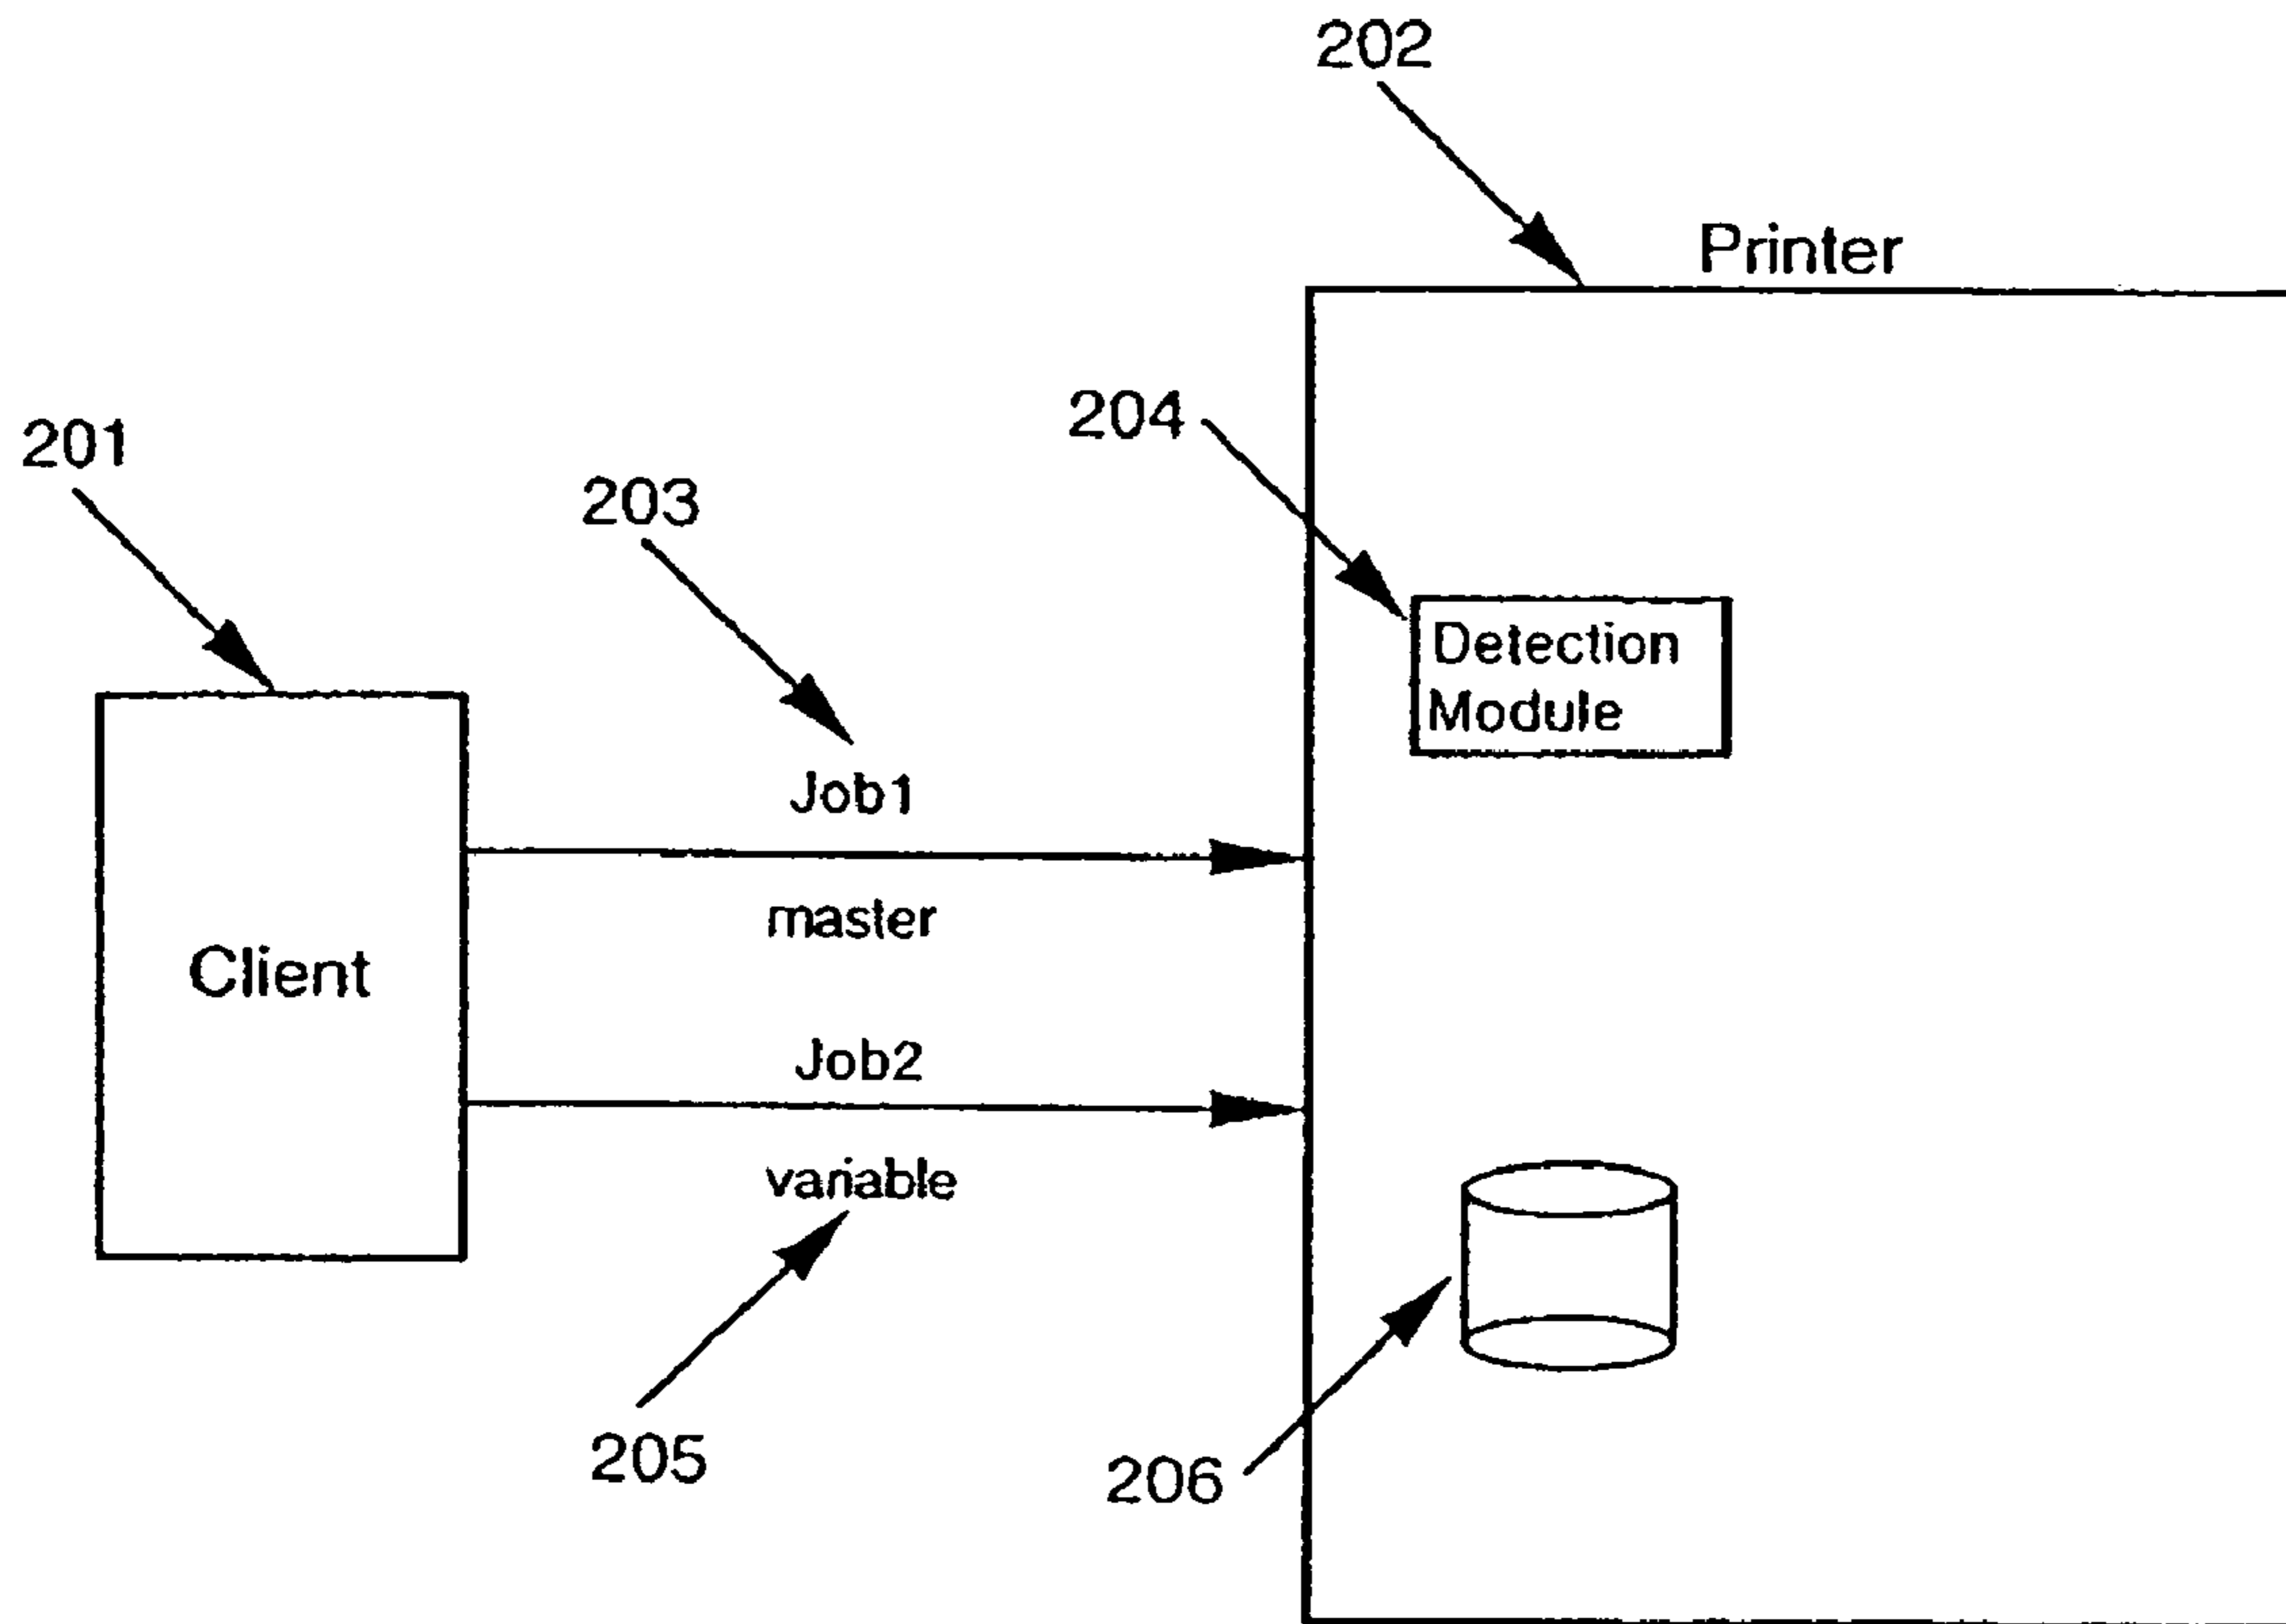 202
Printer
204
201
203
Detection
Module
Job1
master
Client
Job2
variable
205
206